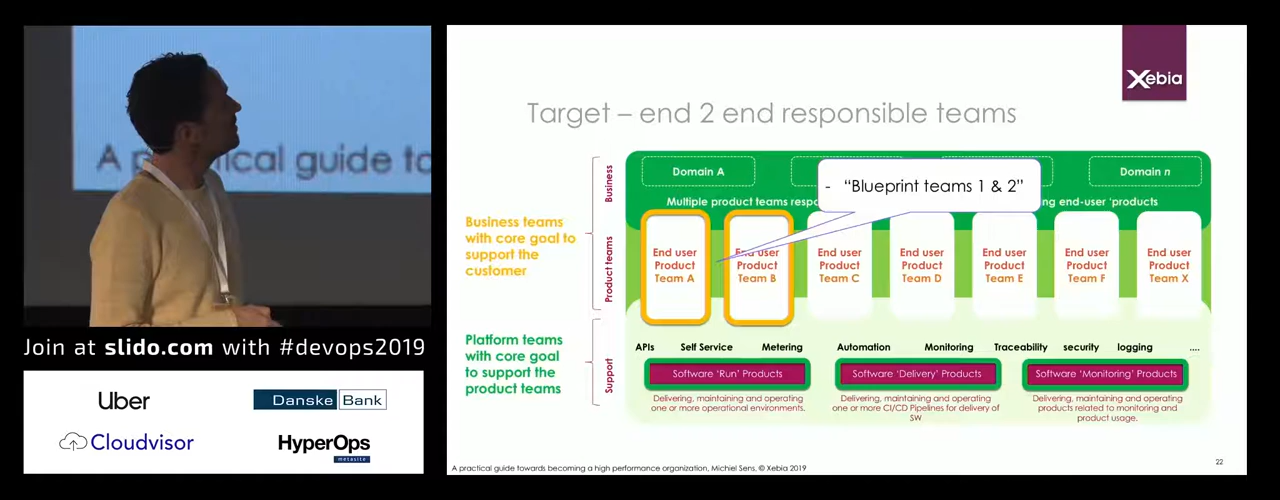 A practical guide to
Join at slido.com with #devops2019
Uber
Danske Bank
Cloudvisor
HyperOps
metasite
Xebia
Target – end 2 end responsible teams
Business teams
with core goal to
support the
customer
Platform teams
with core goal
to support the
product teams
Business
Product teams
Support
Domain A
Domain n
- “Blueprint teams 1 & 2”
Multiple product teams
end-user ‘products
End user
Product
Team A
End user
Product
Team B
End user
Product
Team C
End user
Product
Team D
End user
Product
Team E
End user
Product
Team F
End user
Product
Team X
APIs Self Service Metering Automation Monitoring Traceability security logging ....
Software ‘Run’ Products
Delivering, maintaining and operating
one or more operational environments.
Software ‘Delivery’ Products
Delivering, maintaining and operating
one or more CI/CD Pipelines for delivery of
SW
Software ‘Monitoring’ Products
Delivering, maintaining and operating
products related to monitoring and
product usage.
A practical guide towards becoming a high performance organization, Michiel Sens, © Xebia 2019
22